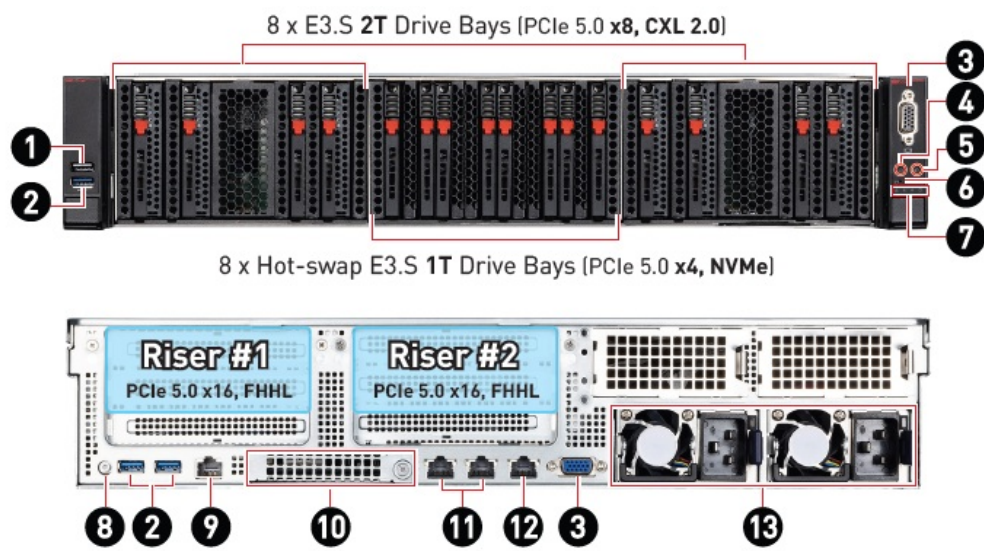 8 x E3.S 2T Drive Bays (PCIe 5.0 x8, CXL 2.0)
3
4
1
5
2
6
7
8 x Hot-swap E3.S 1T Drive Bays (PCIe 5.0 x4, NVMe)
Riser #1
PCIe 5.0 x16, FHHL
Riser #2
PCIe 5.0 x16, FHHL
8
2
9
10
11
12
3
13